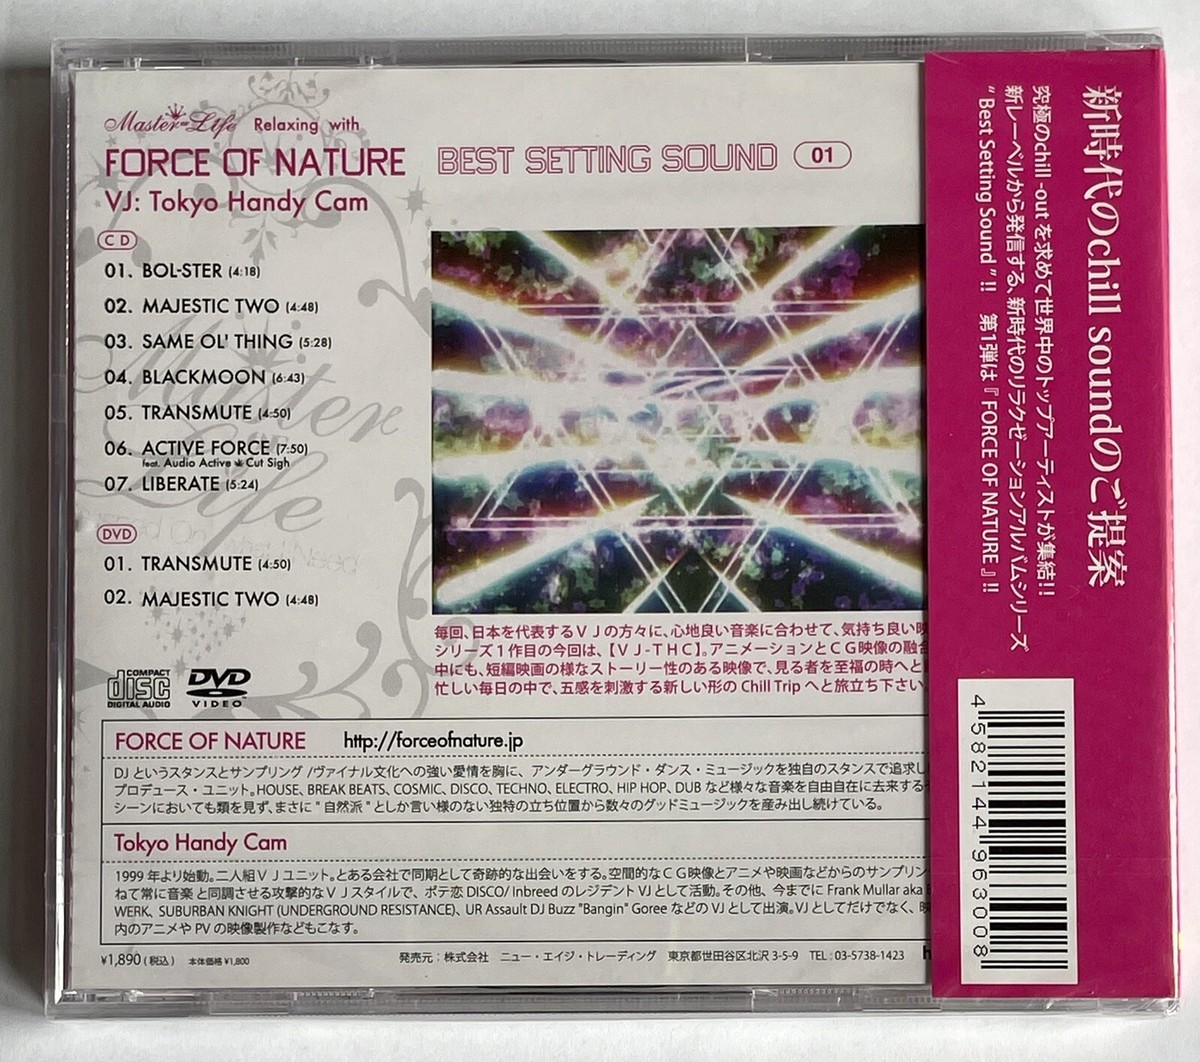 Master Life Relaxing with
FORCE OF NATURE
VJ: Tokyo Handy Cam
BEST SETTING SOUND 01
CD
01. BOL-STER (4:18)
02. MAJESTIC TWO (4:48)
03. SAME OL' THING (5:28)
04. BLACKMOON (6:43)
05. TRANSMUTE (4:50)
06. ACTIVE FORCE (7:50)
feat. Audio Active Cut Sigh
07. LIBERATE (5:24)
DVD
01. TRANSMUTE (4:50)
02. MAJESTIC TWO (4:48)
Master
Life
COMPACT
disc
DIGITAL AUDIO
DVD
VIDEO
毎回、日本を代表するVJの方々に、心地良い音楽に合わせて、気持ち良い映
シリーズ1作目の今回は、【VJ-THC】。アニメーションとCG映像の融合
中にも、短編映画の様なストーリー性のある映像で、見る者を至福の時へと
忙しい毎日の中で、五感を刺激する新しい形の Chill Trip へと旅立ち下さい。
FORCE OF NATURE http://forceofnature.jp
DJ というスタンスとサンプリング /ヴァイナル文化への強い愛情を胸に、アンダーグラウンド・ダンス・ミュージックを独自のスタンスで追求し
プロデュース・ユニット。HOUSE, BREAK BEATS, COSMIC, DISCO, TECHNO, ELECTRO, HIP HOP, DUB など様々な音楽を自由自在に去来する
シーンにおいても類を見ず、まさに " 自然派 " としか言い様のない独特の立ち位置から数々のグッドミュージックを産み出し続けている。
Tokyo Handy Cam
1999 年より始動。二人組 VJ ユニット。とある会社で同期として奇跡的な出会いをする。空間的なCG映像とアニメや映画などからのサンプリン
ねて常に音楽と同調させる攻撃的なVJスタイルで、ポテ恋 DISCO/ Inbreed のレジデント VJ として活動。その他、今までに Frank Mullar aka
WERK、SUBURBAN KNIGHT (UNDERGROUND RESISTANCE)、UR Assault DJ Buzz "Bangin" Goree などの VJ として出演。VJ としてだけでなく、映
内のアニメや PV の映像製作などもこなす。
¥1,890 (税込) 本体価格 ¥1,800
発売元：株式会社 ニュー・エイジ・トレーディング 東京都世田谷区北沢 3-5-9 TEL : 03-5738-1423 h
新時代のchill soundのご提案
究極のchill -out を求めて世界中のトップアーティストが集結!!
新レーベルから発信する、新時代のリラクゼーションアルバムシリーズ
" Best Setting Sound "!! 第1弾は『 FORCE OF NATURE 』!!
4 582144 963008